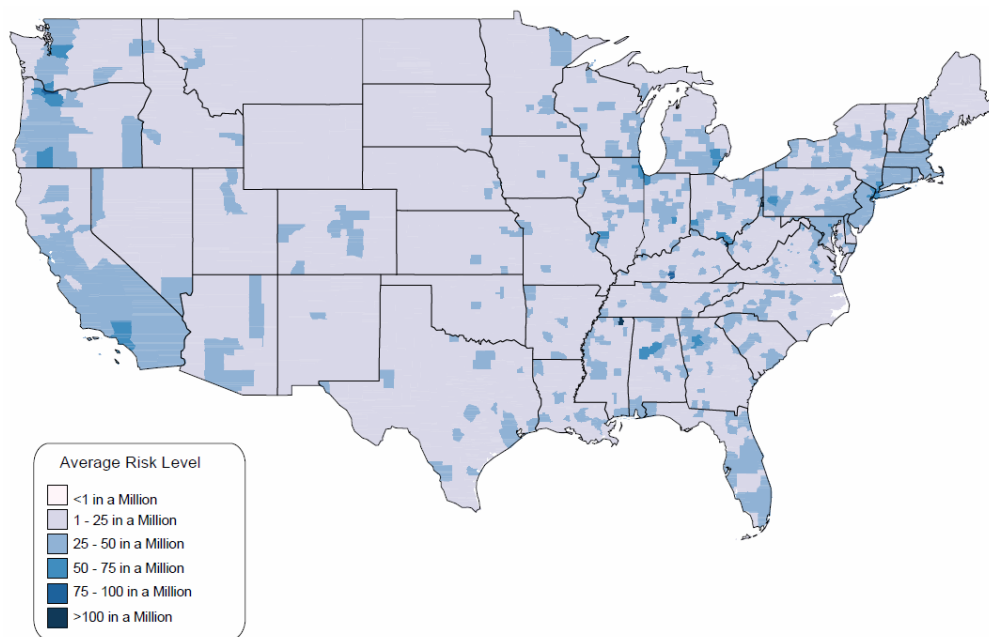 Average Risk Level
<1 in a Million
1 - 25 in a Million
25 - 50 in a Million
50 - 75 in a Million
75 - 100 in a Million
>100 in a Million